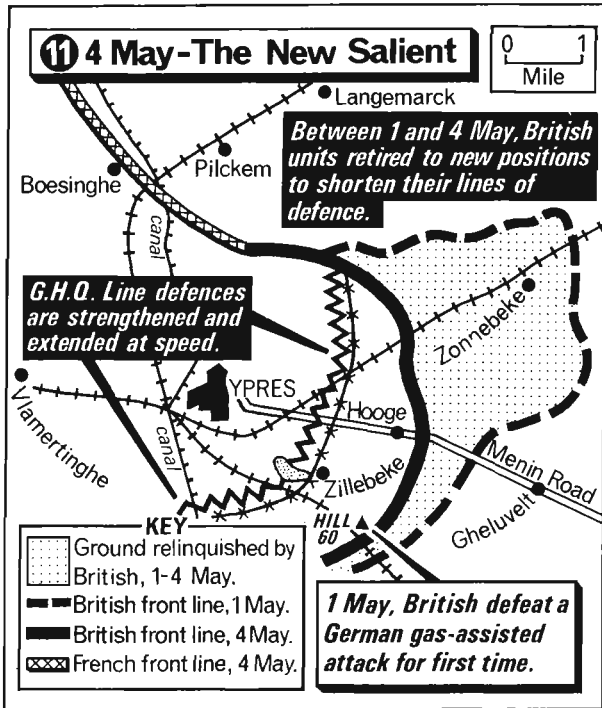 11 4 May-The New Salient
0 1
Mile
Langemarck
Between 1 and 4 May, British
units retired to new positions
to shorten their lines of
defence.
Pilckem
Boesinghe
canal
G.H.Q. Line defences
are strengthened and
extended at speed.
Zonnebeke
YPRES
Hooge
Vlamertinghe
canal
Zillebeke
Menin Road
Gheluvelt
HILL
60
KEY
Ground relinquished by
British, 1-4 May.
British front line, 1 May.
British front line, 4 May.
French front line, 4 May.
1 May, British defeat a
German gas-assisted
attack for first time.